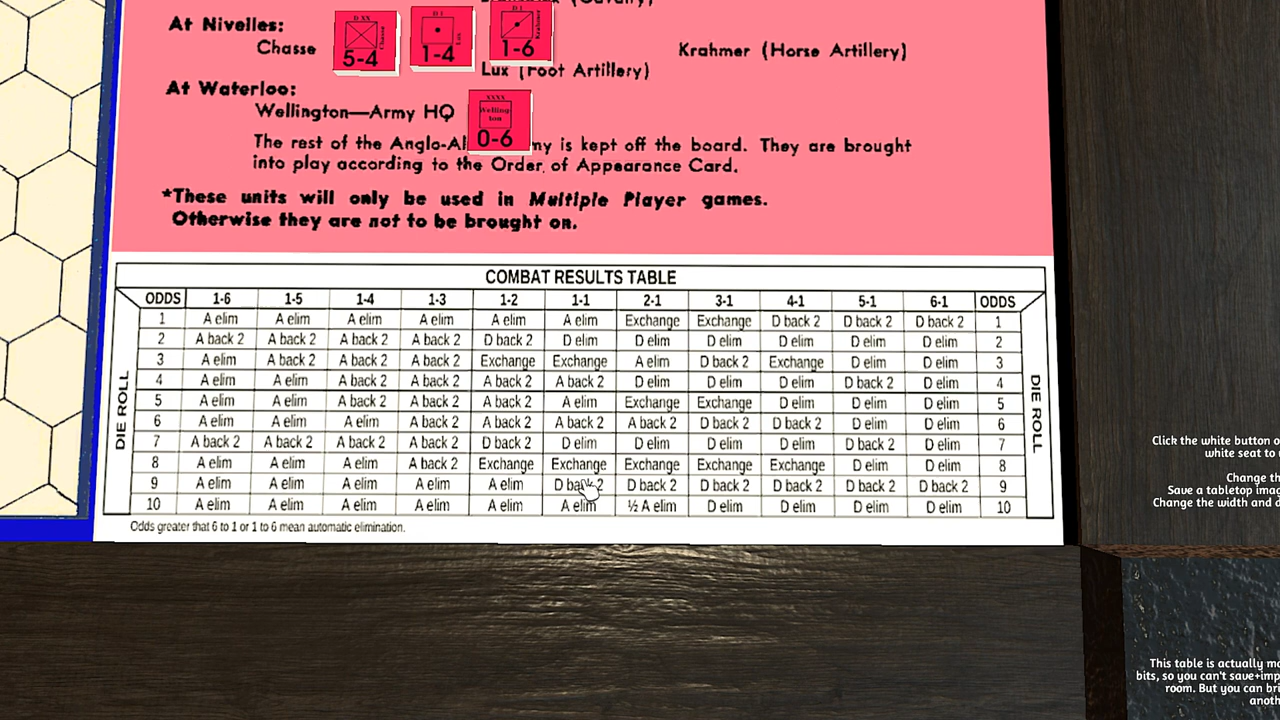 At Nivelles:
Chasse
D XX
Chasse
5-4
D I
Lux
1-4
D I
Krahmer
1-6
Krahmer (Horse Artillery)
Lux (Foot Artillery)
At Waterloo:
Wellington—Army HQ
XXXX
Welling
ton
0-6
The rest of the Anglo-Al my is kept off the board. They are brought
into play according to the Order of Appearance Card.
*These units will only be used in Multiple Player games.
Otherwise they are not to be brought on.
COMBAT RESULTS TABLE
ODDS 1-6 1-5 1-4 1-3 1-2 1-1 2-1 3-1 4-1 5-1 6-1 ODDS
1 A elim A elim A elim A elim A elim A elim Exchange Exchange D back 2 D back 2 D back 2 1
2 A back 2 A back 2 A back 2 A back 2 D back 2 D elim D elim D elim D elim D elim D elim 2
3 A elim A back 2 A back 2 A back 2 Exchange Exchange A elim D back 2 Exchange D elim D elim 3
4 A elim A elim A back 2 A back 2 A back 2 A back 2 D elim D elim D elim D back 2 D elim 4
5 A elim A elim A back 2 A back 2 A back 2 A elim Exchange Exchange D elim D elim D elim 5
6 A elim A elim A elim A back 2 A back 2 A back 2 A back 2 D back 2 D back 2 D elim D elim 6
7 A back 2 A back 2 A back 2 A back 2 D back 2 D elim D elim D elim D elim D back 2 D elim 7
8 A elim A elim A elim A back 2 Exchange Exchange Exchange Exchange Exchange D elim D elim 8
9 A elim A elim A elim A elim A elim D back 2 D back 2 D back 2 D back 2 D back 2 D back 2 9
10 A elim A elim A elim A elim A elim A elim ½ A elim D elim D elim D elim D elim 10
DIE ROLL
DIE ROLL
Odds greater that 6 to 1 or 1 to 6 mean automatic elimination.
Click the white button o
white seat to
Change th
Save a tabletop imag
Change the width and d
This table is actually mo
bits, so you can't save+imp
room. But you can bri
anoth